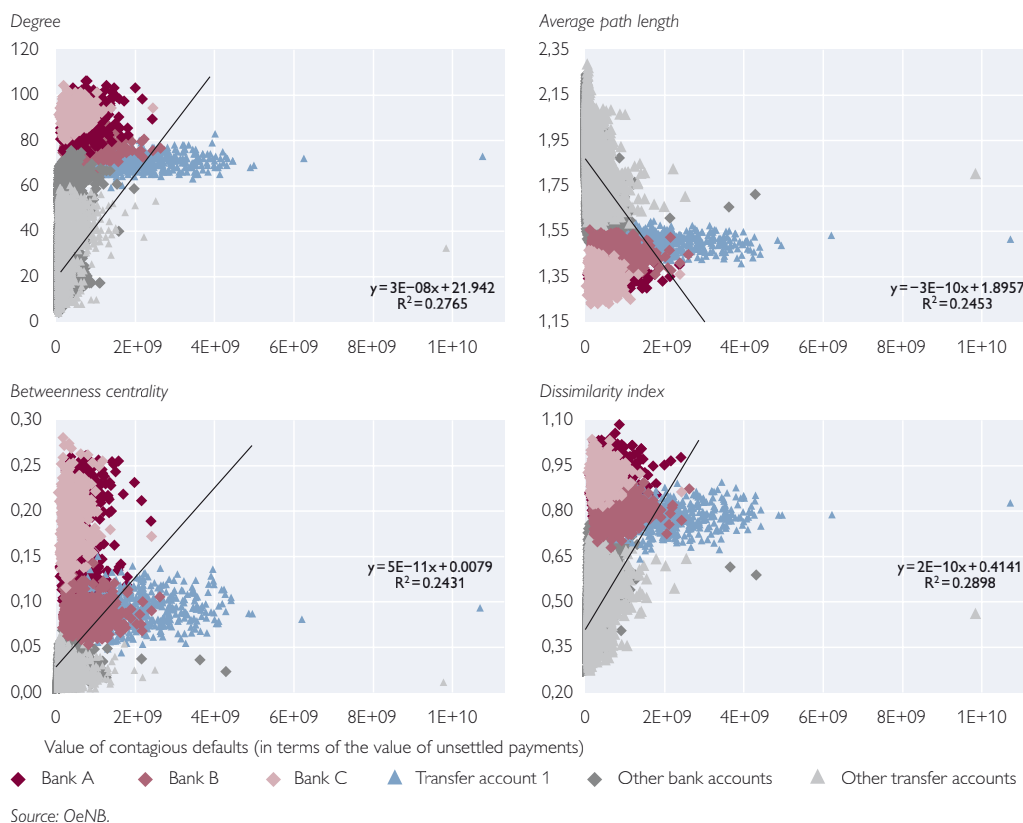 Degree
120
100
80
60
40
20
0
0 2E+09 4E+09 6E+09 8E+09 1E+10
y=3E–08x+21.942
R²=0.2765
Average path length
2,35
2,15
1,95
1,75
1,55
1,35
1,15
0 2E+09 4E+09 6E+09 8E+09 1E+10
y=–3E–10x+1.8957
R²=0.2453
Betweenness centrality
0,30
0,25
0,20
0,15
0,10
0,05
0,00
0 2E+09 4E+09 6E+09 8E+09 1E+10
y=5E–11x+0.0079
R²=0.2431
Dissimilarity index
1,10
0,95
0,80
0,65
0,50
0,35
0,20
0 2E+09 4E+09 6E+09 8E+09 1E+10
y=2E–10x+0.4141
R²=0.2898
Value of contagious defaults (in terms of the value of unsettled payments)
Bank A Bank B Bank C Transfer account 1 Other bank accounts Other transfer accounts
Source: OeNB.